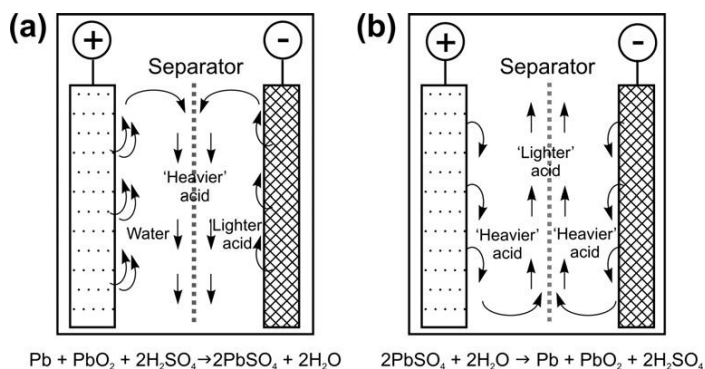 (a)
+
-
Separator
'Heavier'
acid
Water
'Lighter'
acid
Pb + PbO₂ + 2H₂SO₄→2PbSO₄ + 2H₂O
(b)
+
-
Separator
'Lighter'
acid
'Heavier'
acid
'Heavier'
acid
2PbSO₄ + 2H₂O → Pb + PbO₂ + 2H₂SO₄